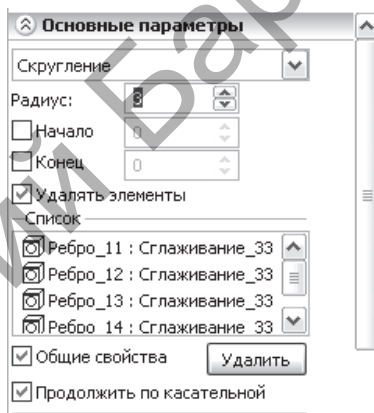 Основные параметры
Скругление
Радиус: 3
Начало 0
Конец 0
Удалять элементы
Список
Ребро_11 : Сглаживание_33
Ребро_12 : Сглаживание_33
Ребро_13 : Сглаживание_33
Ребро_14 : Сглаживание_33
Общие свойства Удалить
Продолжить по касательной